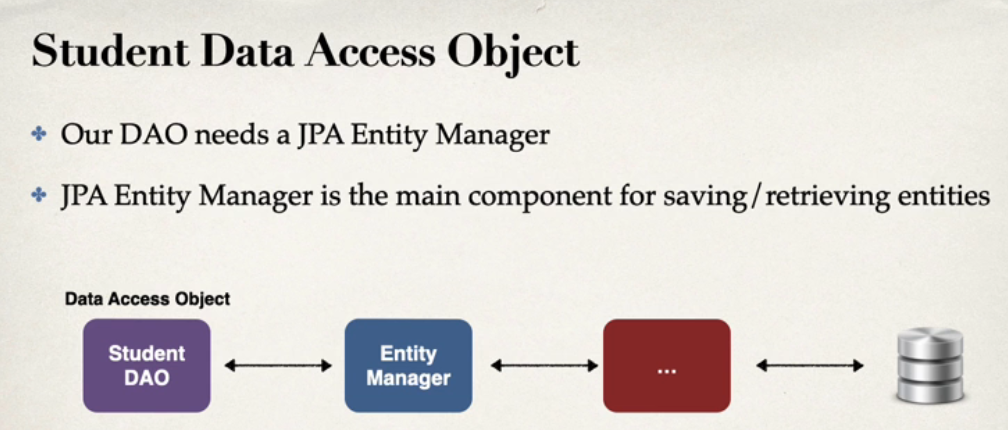 Student Data Access Object
Our DAO needs a JPA Entity Manager
JPA Entity Manager is the main component for saving/retrieving entities
Data Access Object
Student
DAO
Entity
Manager
...